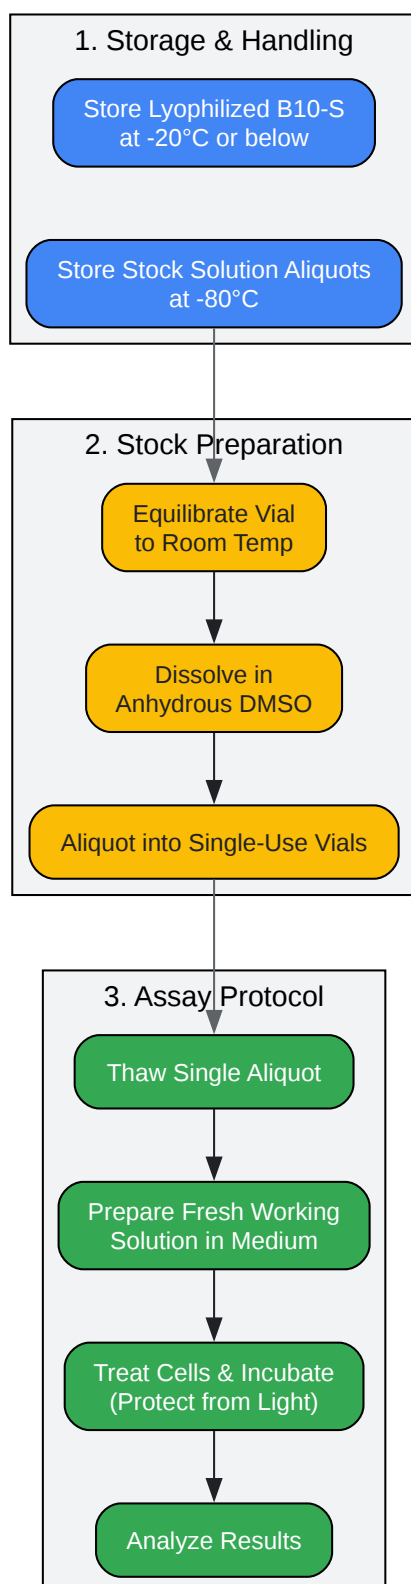 1. Storage & Handling
Store Lyophilized B10-S
at -20°C or below
Store Stock Solution Aliquots
at -80°C
2. Stock Preparation
Equilibrate Vial
to Room Temp
Dissolve in
Anhydrous DMSO
Aliquot into Single-Use Vials
3. Assay Protocol
Thaw Single Aliquot
Prepare Fresh Working
Solution in Medium
Treat Cells & Incubate
(Protect from Light)
Analyze Results